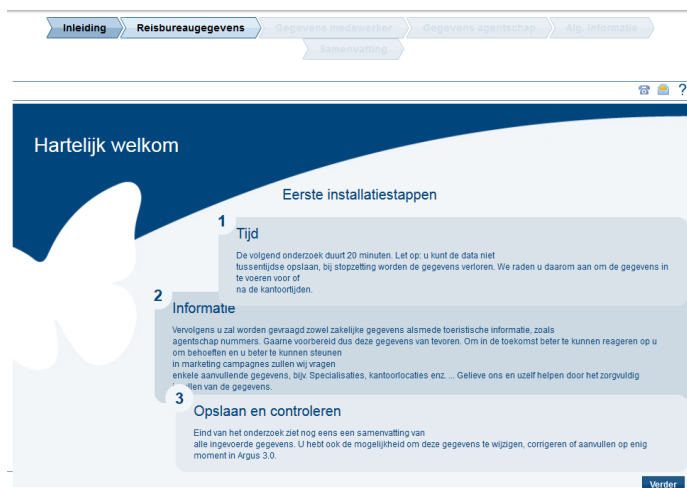 Inleiding
Reisbureaugegevens
Gegevens medewerker
Gegevens agentschap
Alg. Informatie
Samenvatting
?
Hartelijk welkom
Eerste installatiestappen
1
Tijd
De volgend onderzoek duurt 20 minuten. Let op: u kunt de data niet
tussentijdse opslaan, bij stopzetting worden de gegevens verloren. We raden u daarom aan om de gegevens in
te voeren voor of
na de kantoortijden.
2
Informatie
Vervolgens u zal worden gevraagd zowel zakelijke gegevens alsmede toeristische informatie, zoals
agentschap nummers. Gaarne voorbereid dus deze gegevens van tevoren. Om in de toekomst beter te kunnen reageren op u
om behoeften en u beter te kunnen steunen
in marketing campagnes zullen wij vragen
enkele aanvullende gegevens, bijv. Specialisaties, kantoorlocaties enz. ... Gelieve ons en uzelf helpen door het zorgvuldig
van de gegevens.
3
Opslaan en controleren
Eind van het onderzoek ziet nog eens een samenvatting van
alle ingevoerde gegevens. U hebt ook de mogelijkheid om deze gegevens te wijzigen, corrigeren of aanvullen op enig
moment in Argus 3.0.
Verder